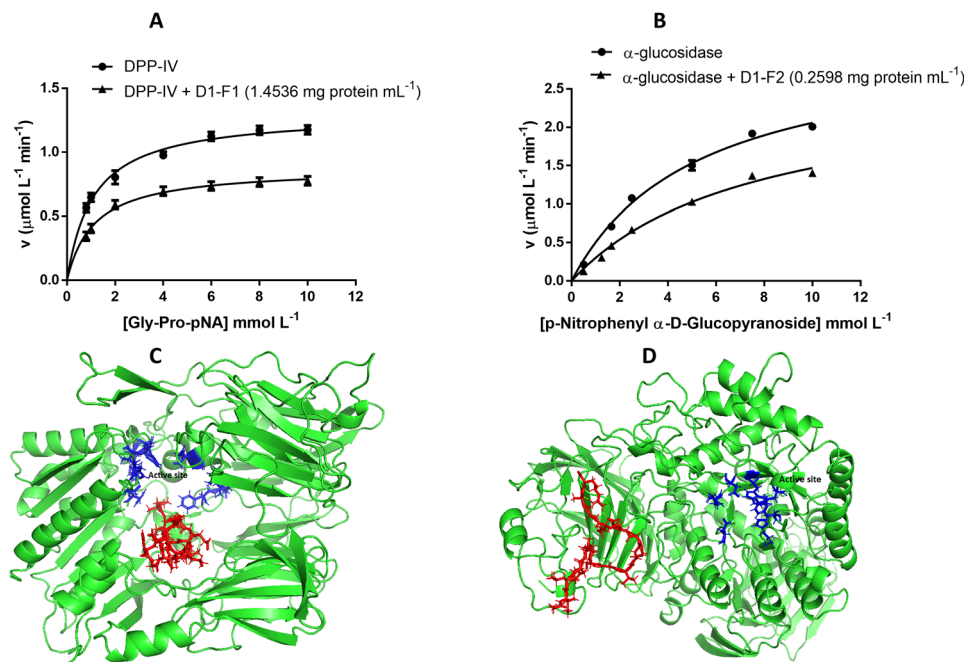 A
DPP-IV
DPP-IV + D1-F1 (1.4536 mg protein mL⁻¹)
1.5
1.0
0.5
0.0
v (μmol L⁻¹ min⁻¹)
0 2 4 6 8 10 12
[Gly-Pro-pNA] mmol L⁻¹
B
α-glucosidase
α-glucosidase + D1-F2 (0.2598 mg protein mL⁻¹)
2.5
2.0
1.5
1.0
0.5
0.0
v (μmol L⁻¹ min⁻¹)
0 2 4 6 8 10 12
[p-Nitrophenyl α-D-Glucopyranoside] mmol L⁻¹
C
Active site
D
Active site